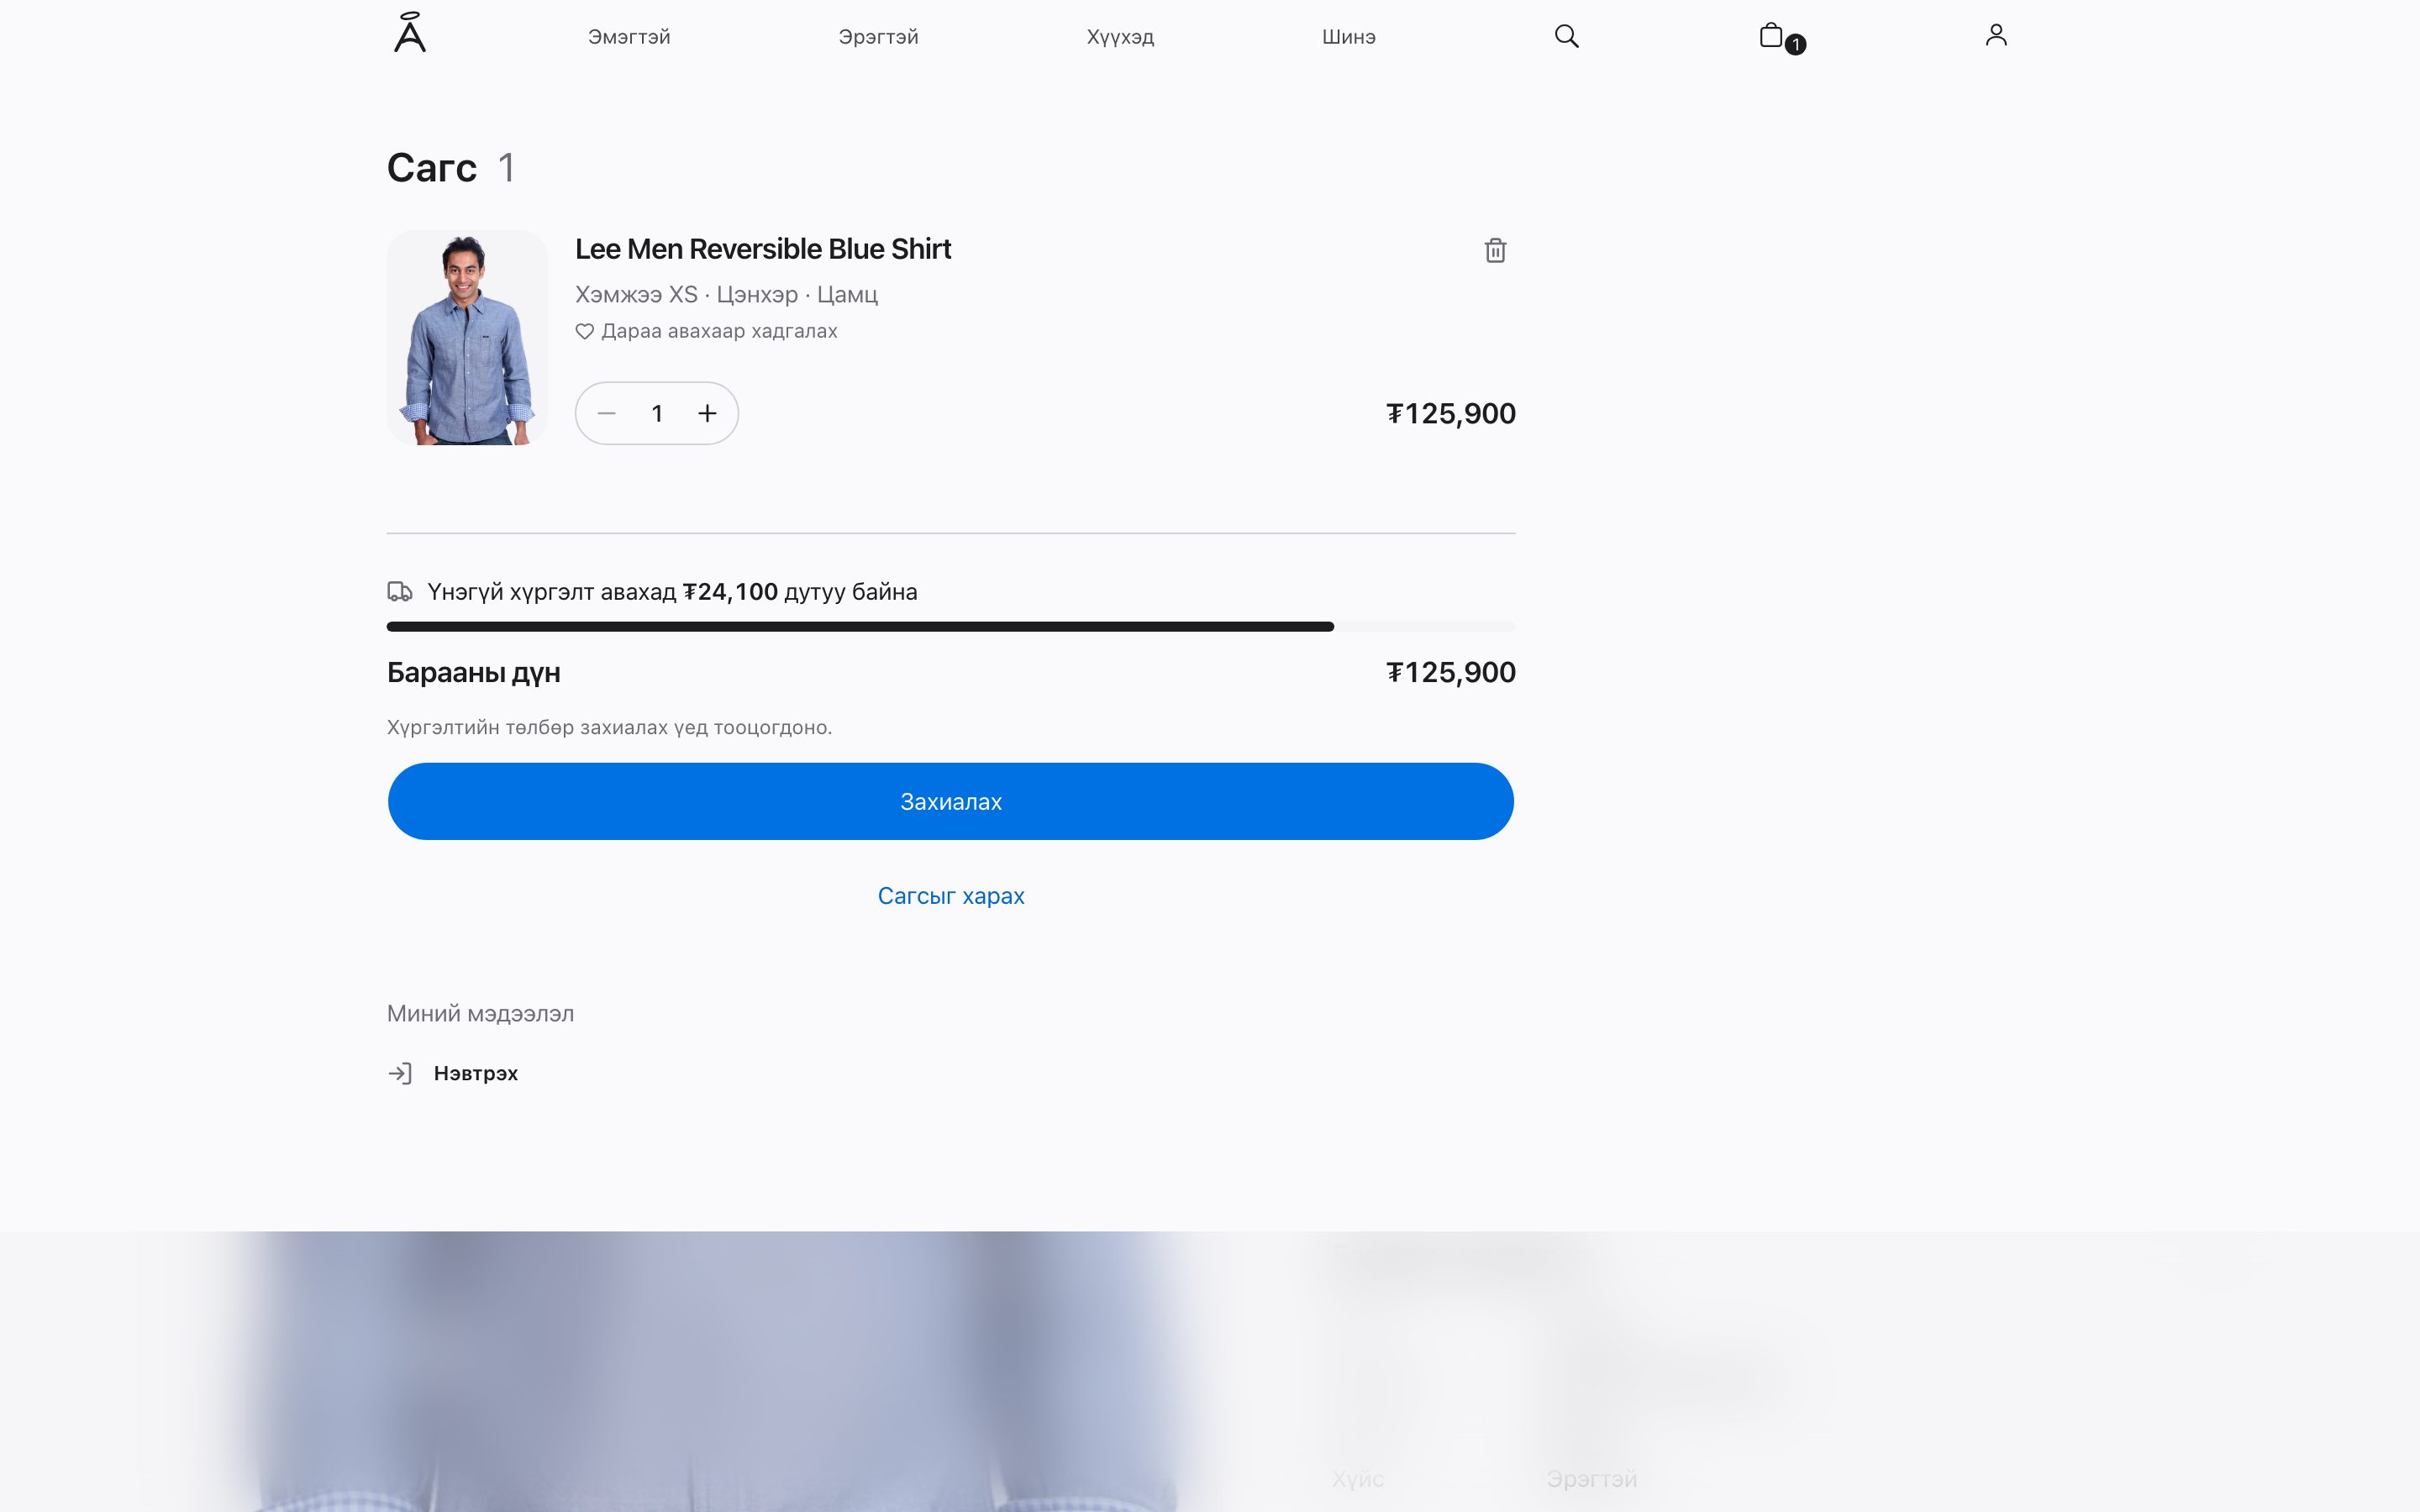 Эмэгтэй Эрэгтэй Хүүхэд Шинэ 1
Сагс 1
Lee Men Reversible Blue Shirt
Хэмжээ XS · Цэнхэр · Цамц
Дараа авахаар хадгалах
1 ₮125,900
Үнэгүй хүргэлт авахад ₮24,100 дутуу байна
Барааны дүн ₮125,900
Хүргэлтийн төлбөр захиалах үед тооцогдоно.
Захиалах
Сагсыг харах
Миний мэдээлэл
Нэвтрэх
Хүйс Эрэгтэй